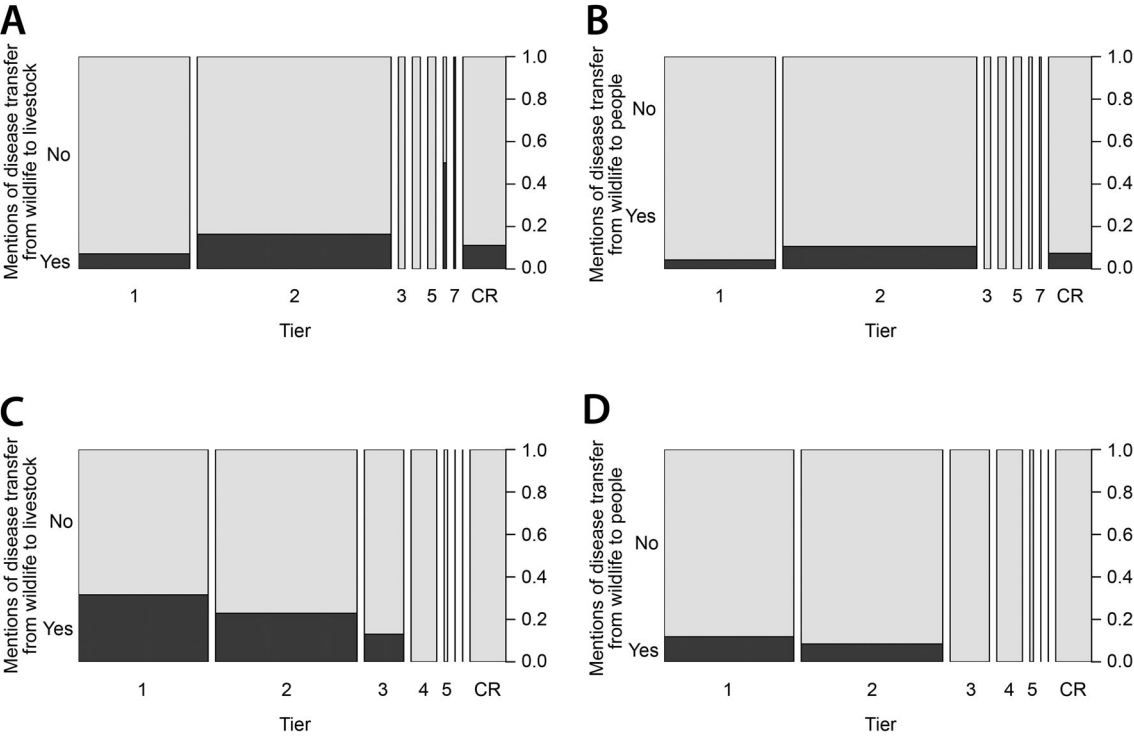 A
Mentions of disease transfer
from wildlife to livestock
No
Yes
1.0
0.8
0.6
0.4
0.2
0.0
1 2 3 5 7 CR
Tier
B
Mentions of disease transfer
from wildlife to people
No
Yes
1.0
0.8
0.6
0.4
0.2
0.0
1 2 3 5 7 CR
Tier
C
Mentions of disease transfer
from wildlife to livestock
No
Yes
1.0
0.8
0.6
0.4
0.2
0.0
1 2 3 4 5 CR
Tier
D
Mentions of disease transfer
from wildlife to people
No
Yes
1.0
0.8
0.6
0.4
0.2
0.0
1 2 3 4 5 CR
Tier